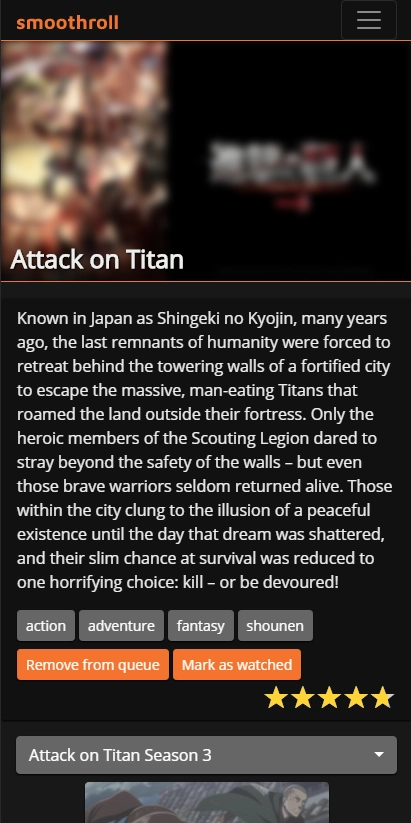 smoothroll
Attack on Titan
Known in Japan as Shingeki no Kyojin, many years
ago, the last remnants of humanity were forced to
retreat behind the towering walls of a fortified city
to escape the massive, man-eating Titans that
roamed the land outside their fortress. Only the
heroic members of the Scouting Legion dared to
stray beyond the safety of the walls – but even
those brave warriors seldom returned alive. Those
within the city clung to the illusion of a peaceful
existence until the day that dream was shattered,
and their slim chance at survival was reduced to
one horrifying choice: kill – or be devoured!
action adventure fantasy shounen
Remove from queue Mark as watched
Attack on Titan Season 3